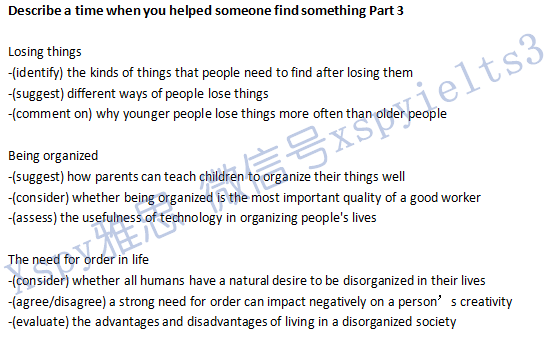 Describe a time when you helped someone find something Part 3
Losing things
-(identify) the kinds of things that people need to find after losing them
-(suggest) different ways of people lose things
-(comment on) why younger people lose things more often than older people
Being organized
-(suggest) how parents can teach children to organize their things well
-(consider) whether being organized is the most important quality of a good worker
-(assess) the usefulness of technology in organizing people's lives
The need for order in life
-(consider) whether all humans have a natural desire to be disorganized in their lives
-(agree/disagree) a strong need for order can impact negatively on a person’s creativity
-(evaluate) the advantages and disadvantages of living in a disorganized society
Xspy雅思 微信号xspyielts3